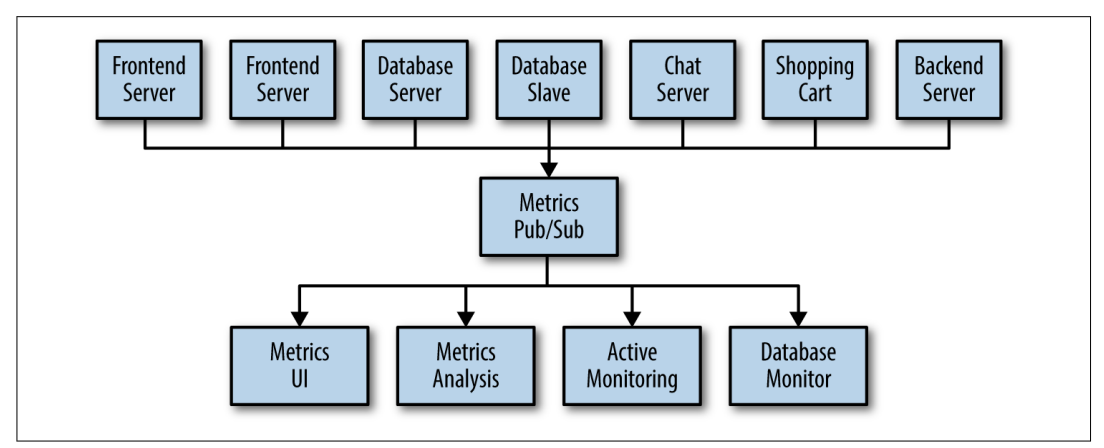 Frontend
Server
Frontend
Server
Database
Server
Database
Slave
Chat
Server
Shopping
Cart
Backend
Server
Metrics
Pub/Sub
Metrics
UI
Metrics
Analysis
Active
Monitoring
Database
Monitor